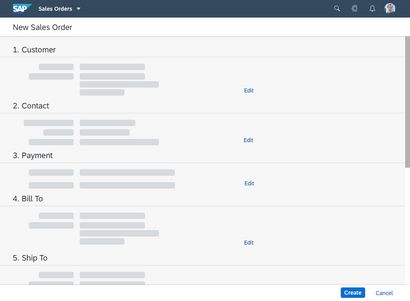 SAP Sales Orders
New Sales Order
1. Customer
Edit
2. Contact
Edit
3. Payment
Edit
4. Bill To
Edit
5. Ship To
Create Cancel